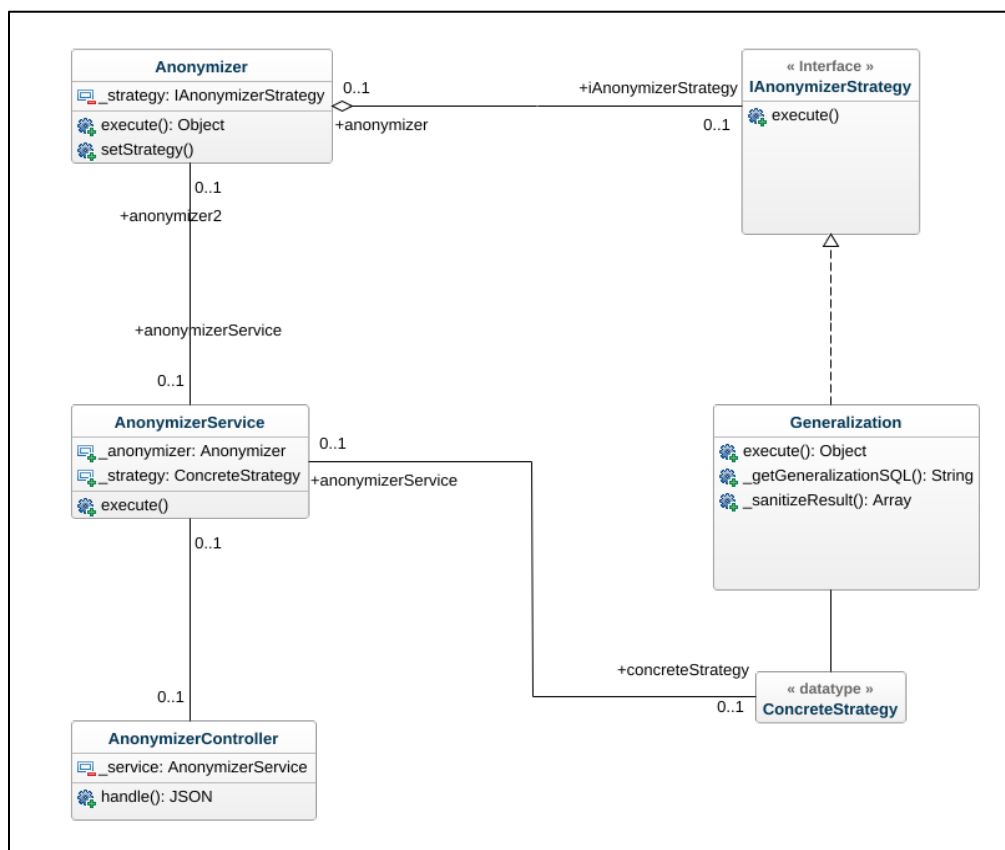 Anonymizer
_strategy: IAnonymizerStrategy
execute(): Object
setStrategy()
0..1
+anonymizer
+iAnonymizerStrategy
0..1
« Interface »
IAnonymizerStrategy
execute()
0..1
+anonymizer2
+anonymizerService
0..1
AnonymizerService
_anonymizer: Anonymizer
_strategy: ConcreteStrategy
execute()
0..1
+anonymizerService
Generalization
execute(): Object
_getGeneralizationSQL(): String
_sanitizeResult(): Array
0..1
+concreteStrategy
0..1
« datatype »
ConcreteStrategy
0..1
AnonymizerController
_service: AnonymizerService
handle(): JSON